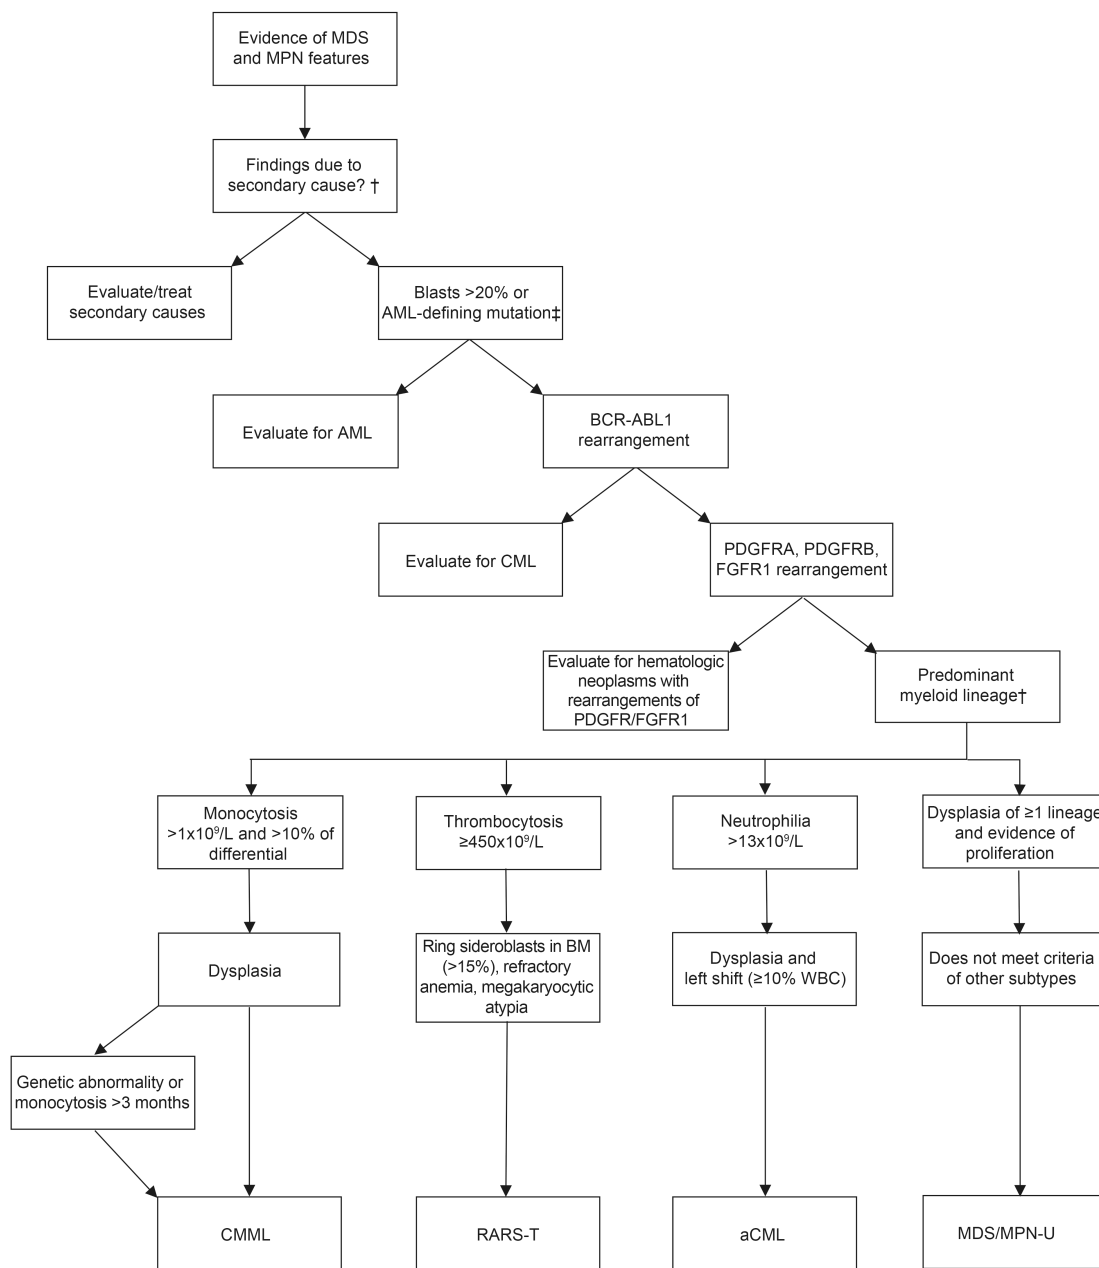 Evidence of MDS
and MPN features
Findings due to
secondary cause? †
Evaluate/treat
secondary causes
Blasts >20% or
AML-defining mutation‡
Evaluate for AML
BCR-ABL1
rearrangement
Evaluate for CML
PDGFRA, PDGFRB,
FGFR1 rearrangement
Evaluate for hematologic
neoplasms with
rearrangements of
PDGFR/FGFR1
Predominant
myeloid lineage†
Monocytosis
>1x10⁹/L and >10% of
differential
Thrombocytosis
≥450x10⁹/L
Neutrophilia
>13x10⁹/L
Dysplasia of ≥1 lineage
and evidence of
proliferation
Dysplasia
Ring sideroblasts in BM
(>15%), refractory
anemia, megakaryocytic
atypia
Dysplasia and
left shift (≥10% WBC)
Does not meet criteria
of other subtypes
Genetic abnormality or
monocytosis >3 months
CMML
RARS-T
aCML
MDS/MPN-U